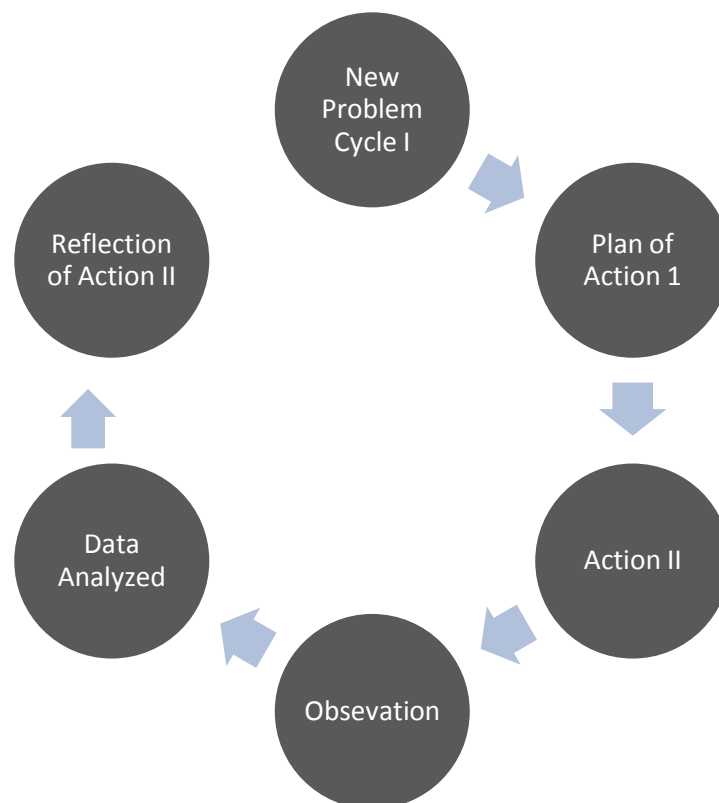 New
Problem
Cycle I
Plan of
Action 1
Action II
Obsevation
Data
Analyzed
Reflection
of Action II